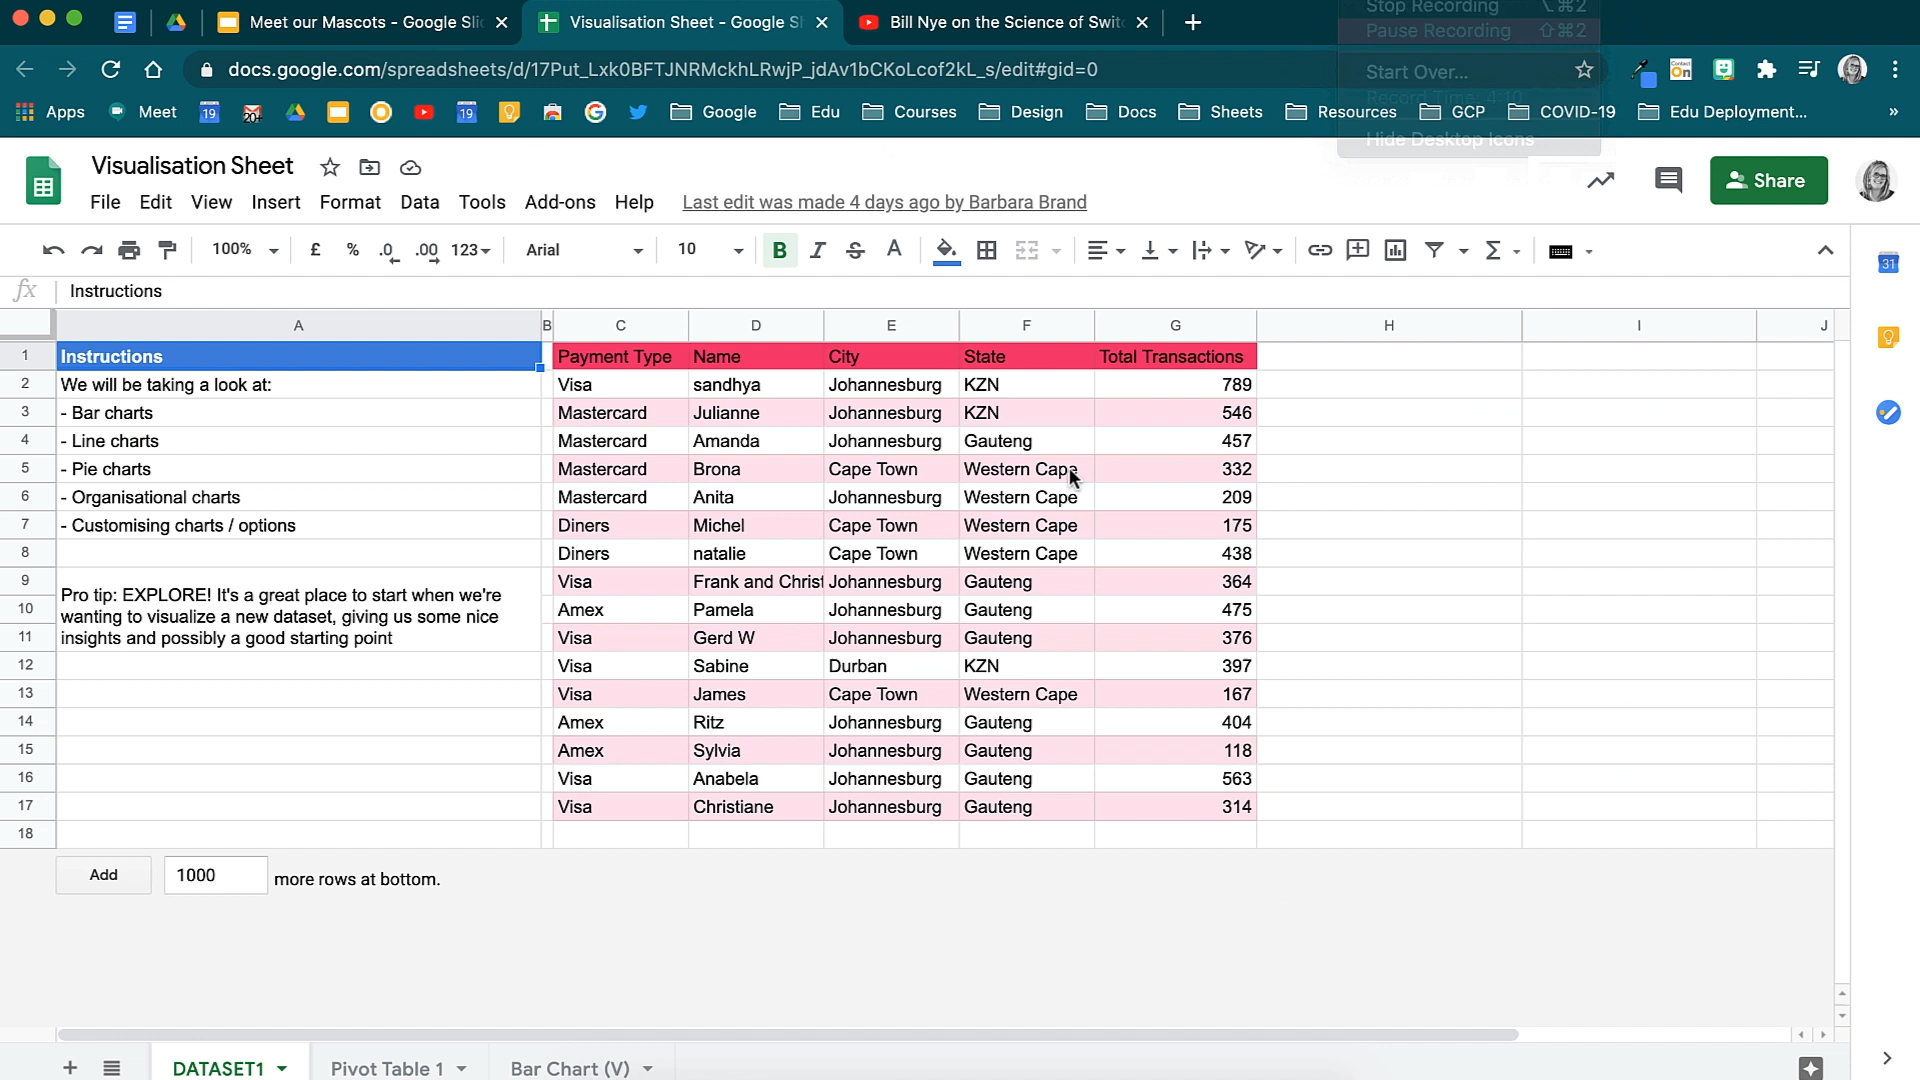 Meet our Mascots - Google Sli
Visualisation Sheet - Google Sh
Bill Nye on the Science of Swit
Stop Recording ⌥⌘2
Pause Recording ⇧⌘2
docs.google.com/spreadsheets/d/17Put_Lxk0BFTJNRMckhLRwjP_jdAv1bCKoLcof2kL_s/edit#gid=0
Start Over...
Record Time: 4:10
Apps Meet 19 20+ 19 Google Edu Courses Design Docs Sheets Resources GCP COVID-19 Edu Deployment... »
Hide Desktop Icons
Visualisation Sheet
Share
File Edit View Insert Format Data Tools Add-ons Help Last edit was made 4 days ago by Barbara Brand
100% £ % .0 .00 123 Arial 10 B I S A
31
fx Instructions
A B C D E F G H I J
1 Instructions Payment Type Name City State Total Transactions
2 We will be taking a look at: Visa sandhya Johannesburg KZN 789
3 - Bar charts Mastercard Julianne Johannesburg KZN 546
4 - Line charts Mastercard Amanda Johannesburg Gauteng 457
5 - Pie charts Mastercard Brona Cape Town Western Cape 332
6 - Organisational charts Mastercard Anita Johannesburg Western Cape 209
7 - Customising charts / options Diners Michel Cape Town Western Cape 175
8 Diners natalie Cape Town Western Cape 438
9 Visa Frank and Christ Johannesburg Gauteng 364
Pro tip: EXPLORE! It's a great place to start when we're
10 Amex Pamela Johannesburg Gauteng 475
wanting to visualize a new dataset, giving us some nice
11 insights and possibly a good starting point Visa Gerd W Johannesburg Gauteng 376
12 Visa Sabine Durban KZN 397
13 Visa James Cape Town Western Cape 167
14 Amex Ritz Johannesburg Gauteng 404
15 Amex Sylvia Johannesburg Gauteng 118
16 Visa Anabela Johannesburg Gauteng 563
17 Visa Christiane Johannesburg Gauteng 314
18
Add 1000 more rows at bottom.
DATASET1 Pivot Table 1 Bar Chart (V)